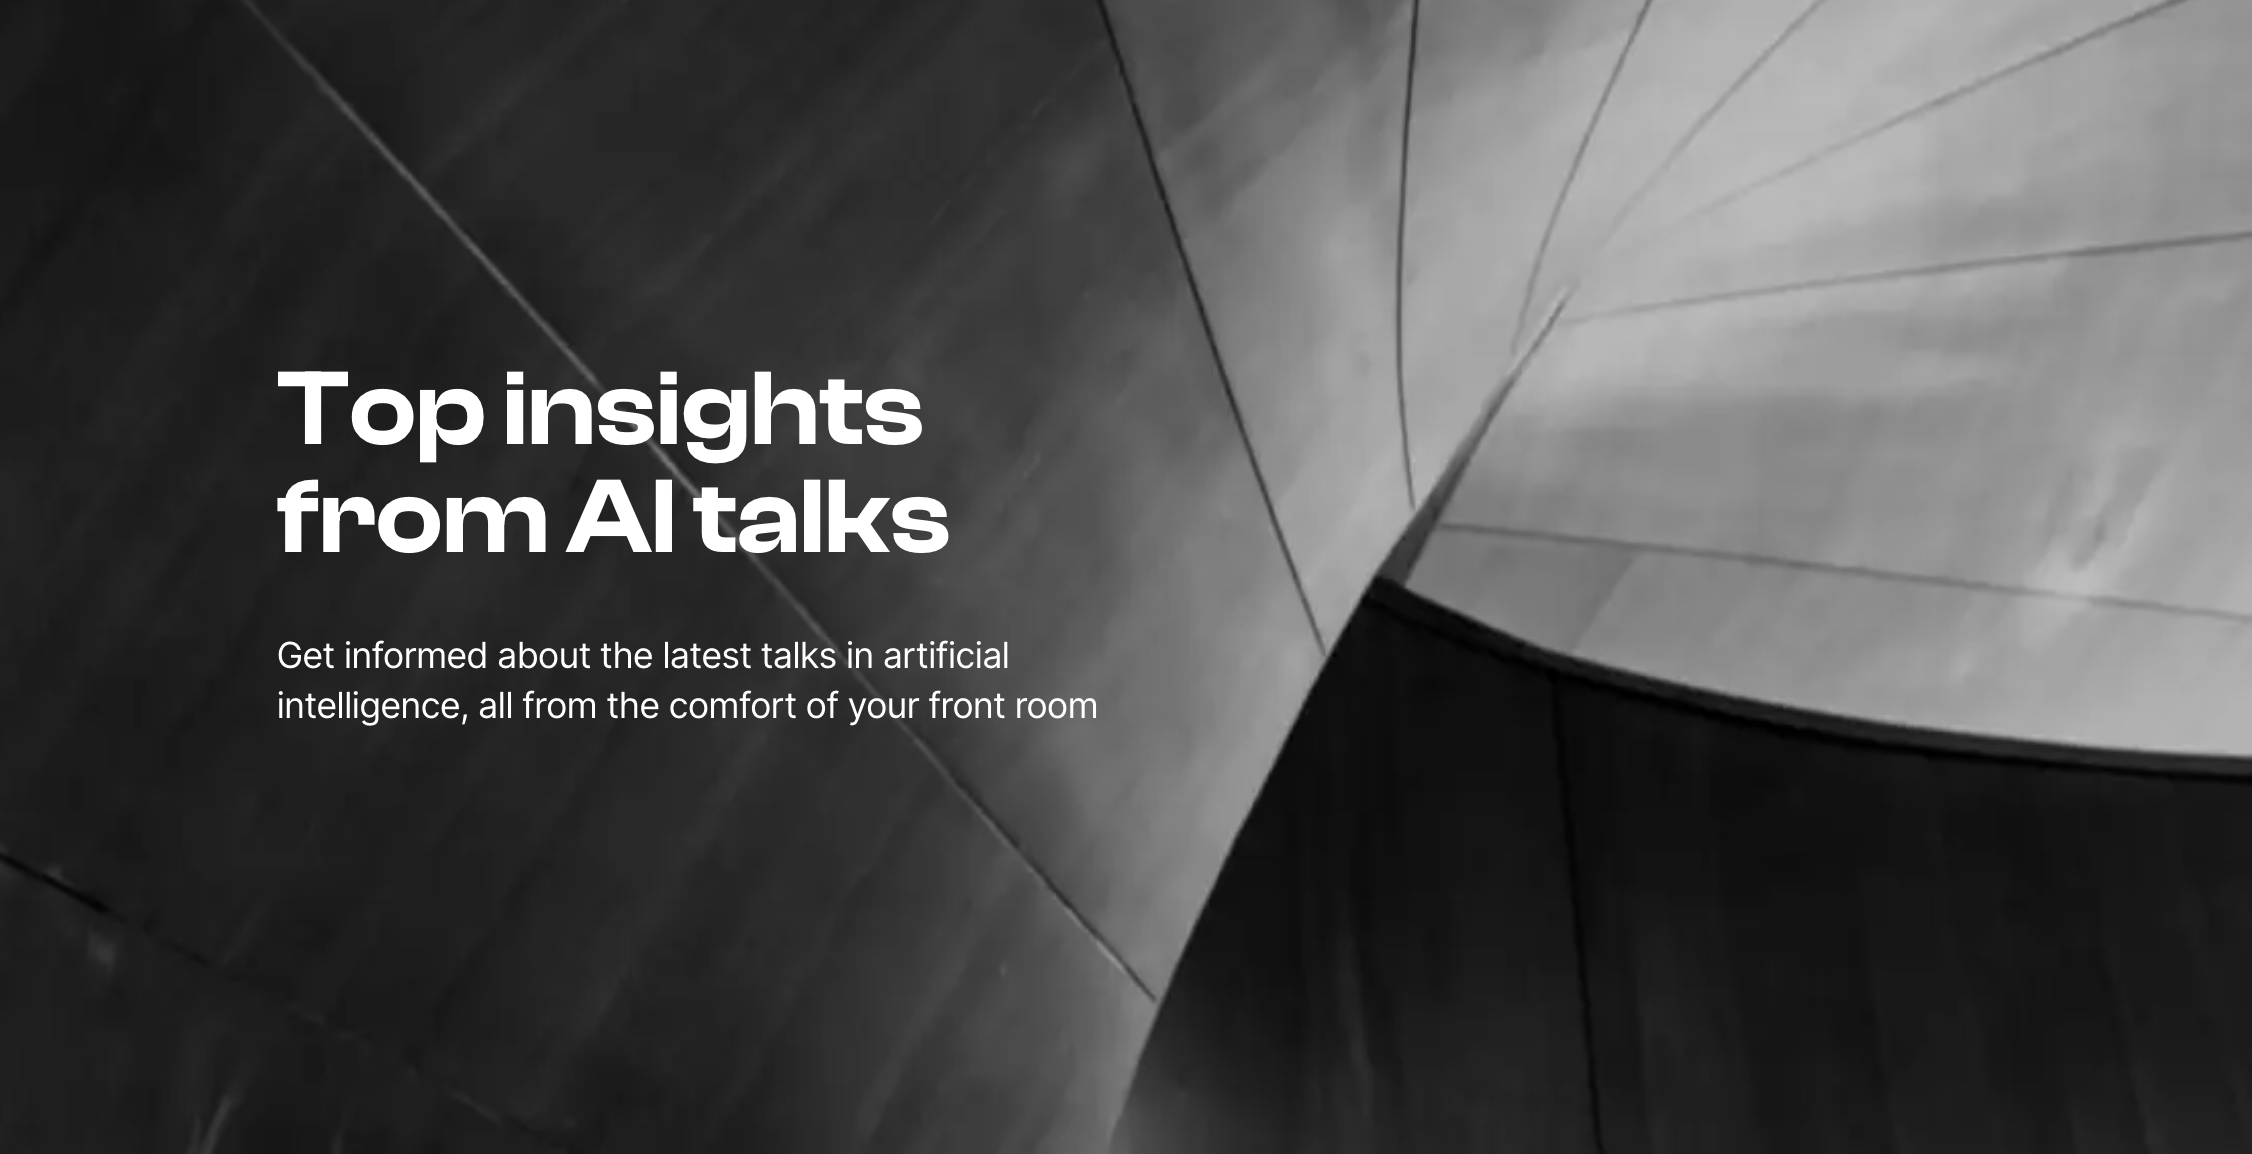 Top insights
from AI talks
Get informed about the latest talks in artificial
intelligence, all from the comfort of your front room